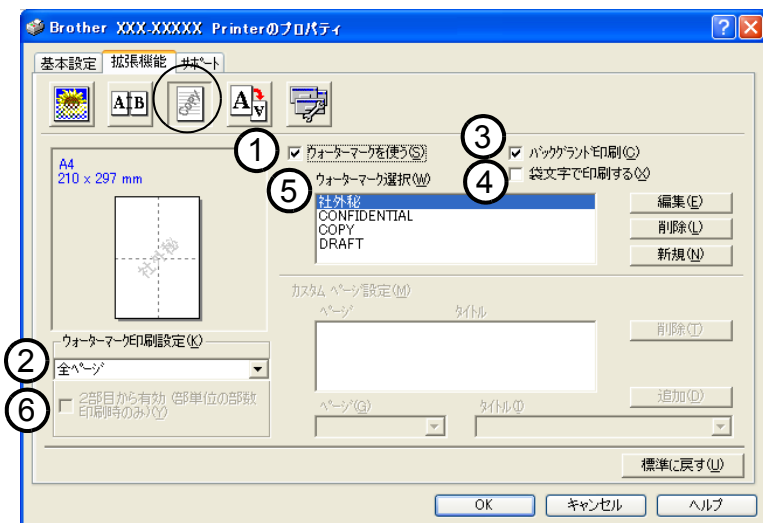 Brother XXX-XXXXX Printerのプロパティ
基本設定 拡張機能 サポート
A B COPY A A
① ウォーターマークを使う(S) ③ バックグランド印刷(C)
④ 袋文字で印刷する(X)
A4
210 x 297 mm
⑤ ウォーターマーク選択(W)
社外秘
CONFIDENTIAL
COPY
DRAFT
編集(E)
削除(L)
新規(N)
社外秘
カスタム ページ設定(M)
ページ タイトル
削除(T)
ウォーターマーク印刷設定(K)
② 全ページ
⑥ 2部目から有効 (部単位の部数
印刷時のみ)(Y)
追加(D)
ページ(G) タイトル(I)
標準に戻す(U)
OK キャンセル ヘルプ